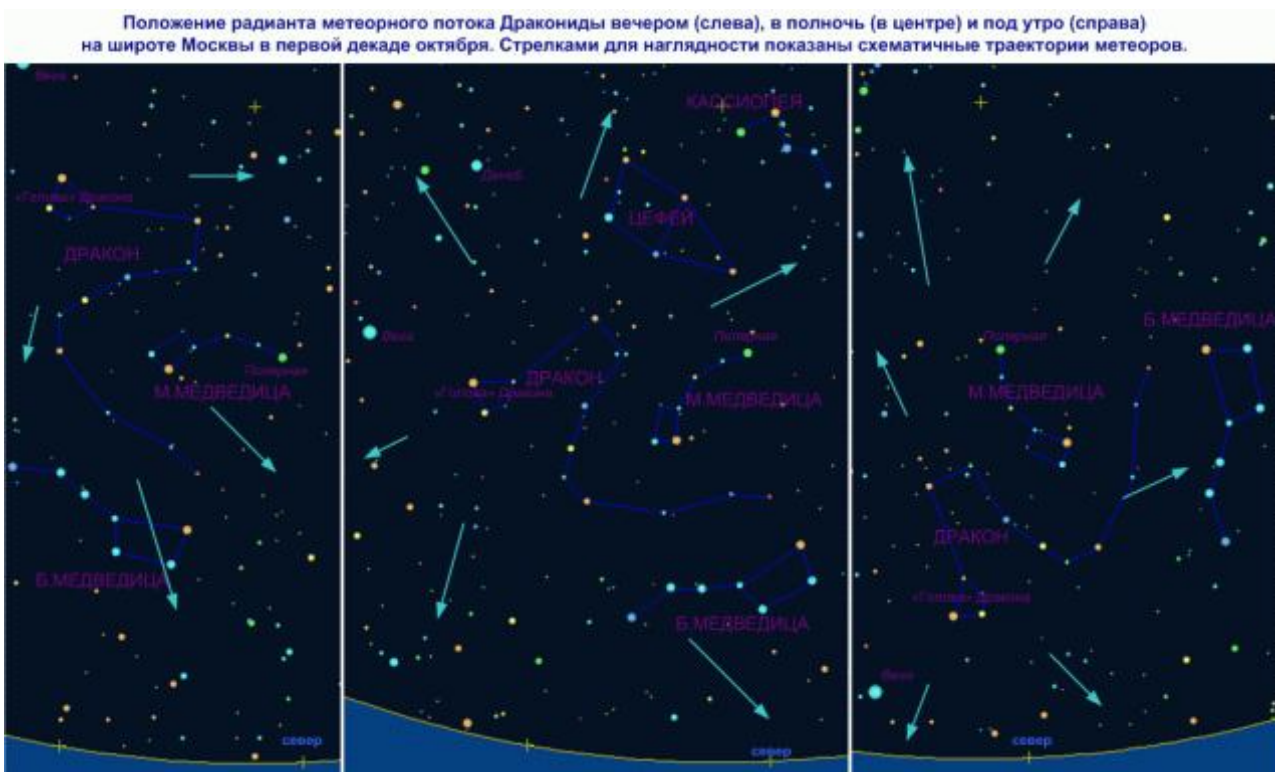 Положение радианта метеорного потока Дракониды вечером (слева), в полночь (в центре) и под утро (справа)
на широте Москвы в первой декаде октября. Стрелками для наглядности показаны схематичные траектории метеоров.
Вега
«Голова» Дракона
ДРАКОН
Полярная
М.МЕДВЕДИЦА
Б.МЕДВЕДИЦА
север
КАССИОПЕЯ
Денеб
ЦЕФЕЙ
Вега
Полярная
ДРАКОН
«Голова» Дракона
М.МЕДВЕДИЦА
Б.МЕДВЕДИЦА
север
Б.МЕДВЕДИЦА
Полярная
М.МЕДВЕДИЦА
ДРАКОН
«Голова» Дракона
Вега
север